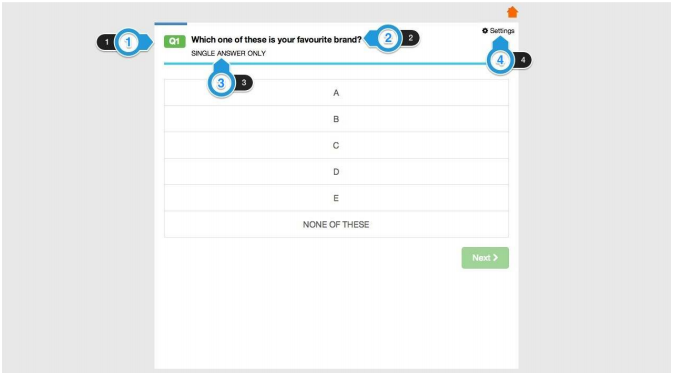 Settings
1 1 Q1 Which one of these is your favourite brand? 2 2
SINGLE ANSWER ONLY
4 4
3 3
A
B
C
D
E
NONE OF THESE
Next